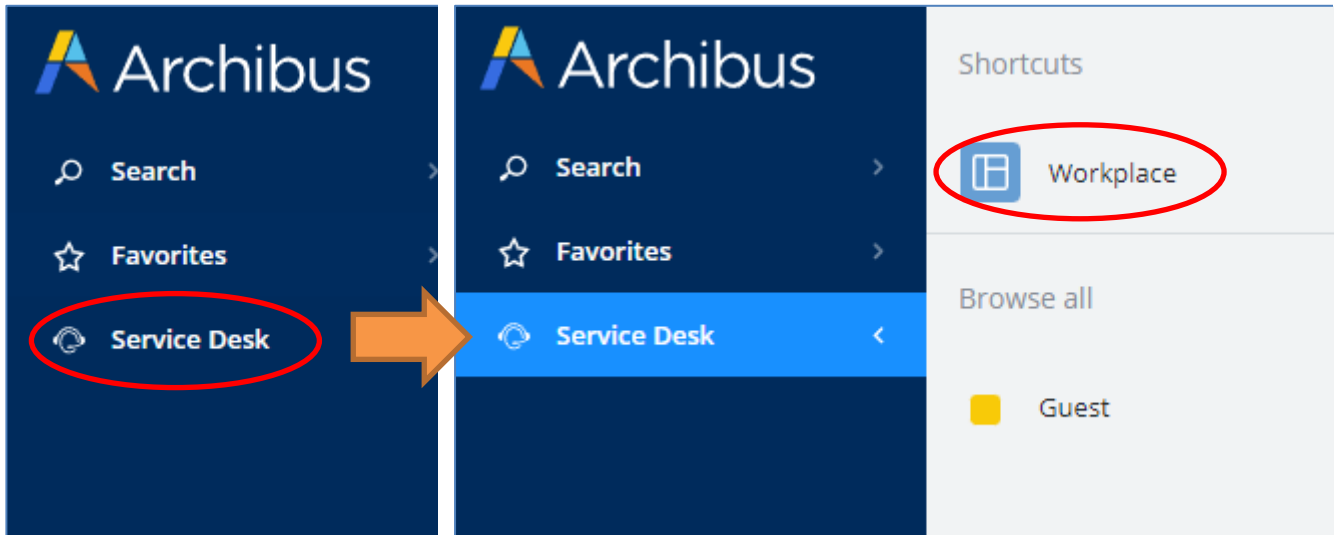 Archibus
Search
Favorites
Service Desk
Archibus
Search
Favorites
Service Desk
Shortcuts
Workplace
Browse all
Guest